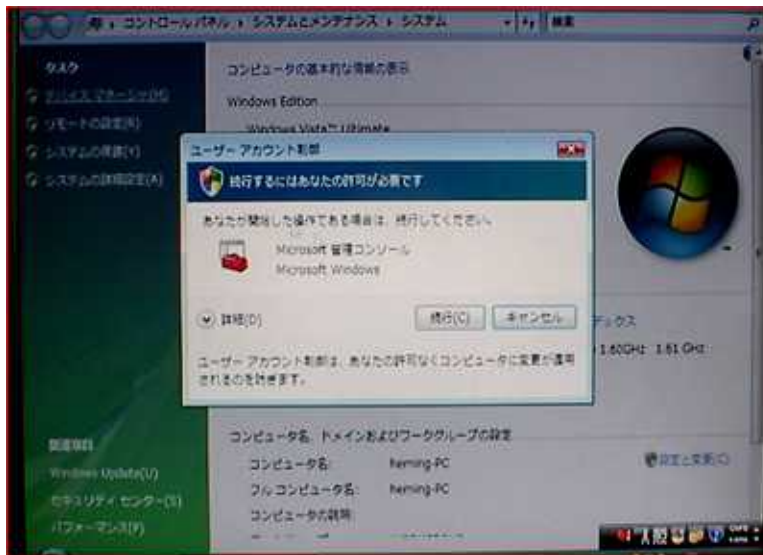 コントロール パネル ▸ システムとメンテナンス ▸ システム
検索
タスク
デバイス マネージャ(M)
リモートの設定(R)
システムの保護(Y)
システムの詳細設定(A)
コンピュータの基本的な情報の表示
Windows Edition
Windows Vista™ Ultimate
ユーザー アカウント制御
続行するにはあなたの許可が必要です
あなたが開始した操作である場合は、続行してください。
Microsoft 管理コンソール
Microsoft Windows
詳細(D)
続行(C)
キャンセル
ユーザー アカウント制御は、あなたの許可なくコンピュータに変更が適用
されるのを防ぎます。
デックス
1.60GHz 1.61 GHz
コンピュータ名、ドメインおよびワークグループの設定
コンピュータ名:
heming-PC
設定と変更(C)
フル コンピュータ名:
heming-PC
コンピュータの説明:
関連項目
Windows Update(U)
セキュリティ センター(S)
パフォーマンス(P)
A 般
CAPS
KANA